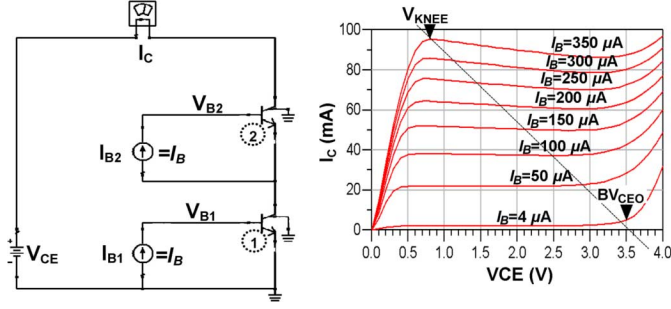 I_C
V_B2
2
I_B2
=I_B
V_B1
1
I_B1
=I_B
V_CE
+
-
V_KNEE
100
80
60
40
20
0
I_C (mA)
I_B=350 µA
I_B=300 µA
I_B=250 µA
I_B=200 µA
I_B=150 µA
I_B=100 µA
I_B=50 µA
BV_CEO
I_B=4 µA
0.0 0.5 1.0 1.5 2.0 2.5 3.0 3.5 4.0
VCE (V)